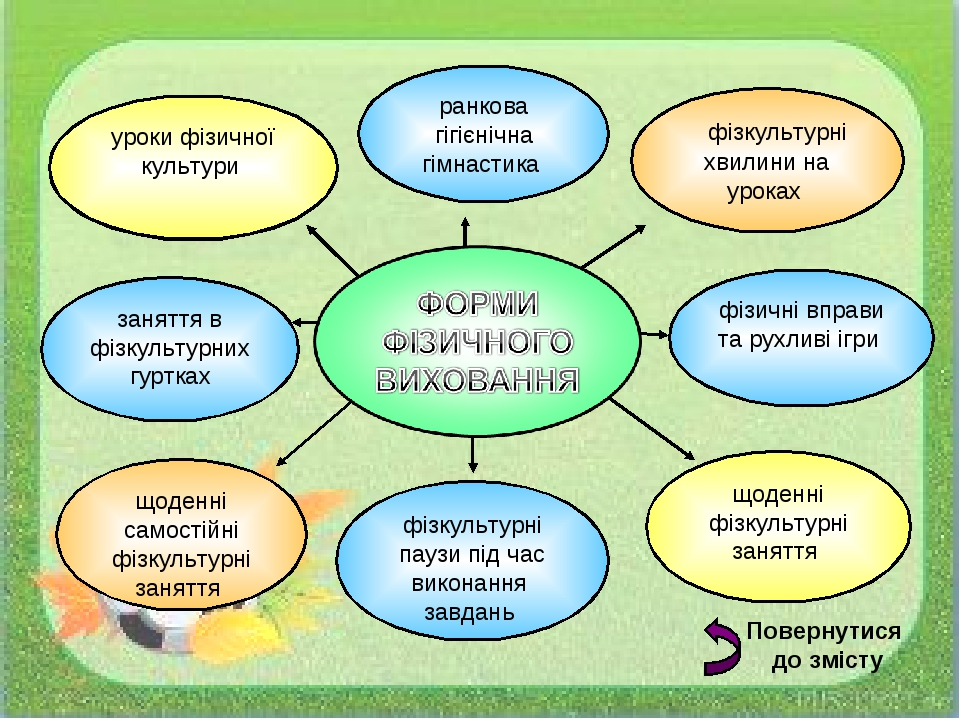 уроки фізичної
культури
ранкова
гігієнічна
гімнастика
фізкультурні
хвилини на
уроках
заняття в
фізкультурних
гуртках
ФОРМИ
ФІЗИЧНОГО
ВИХОВАННЯ
фізичні вправи
та рухливі ігри
щоденні
самостійні
фізкультурні
заняття
фізкультурні
паузи під час
виконання
завдань
щоденні
фізкультурні
заняття
Повернутися
до змісту